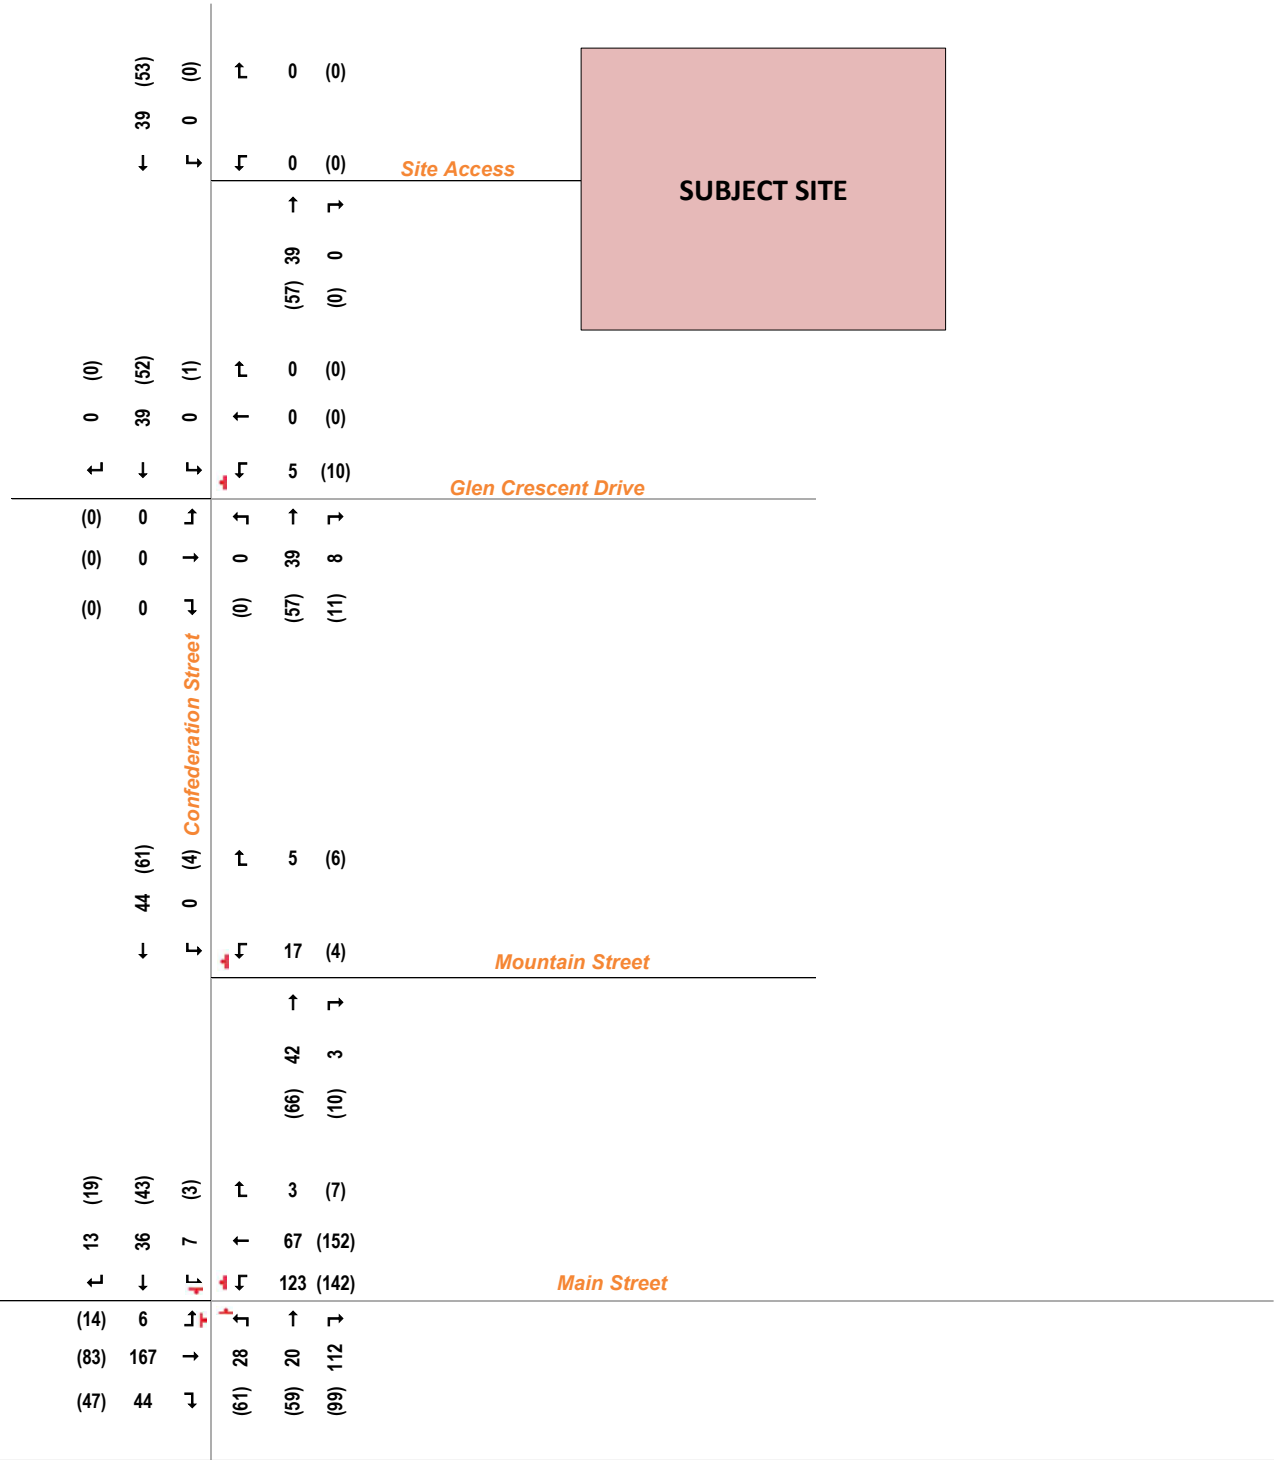 (53) (0) 0 (0)
39 0
0 (0)
Site Access
SUBJECT SITE
39 0
(57) (0)
(0) (52) (1) 0 (0)
0 39 0 0 (0)
5 (10)
Glen Crescent Drive
(0) 0
(0) 0 0 39 8
(0) 0 (0) (57) (11)
Confederation Street
(61) (4) 5 (6)
44 0
17 (4)
Mountain Street
42 3
(66) (10)
(19) (43) (3) 3 (7)
13 36 7 67 (152)
123 (142)
Main Street
(14) 6
(83) 167 28 20 112
(47) 44 (61) (59) (99)